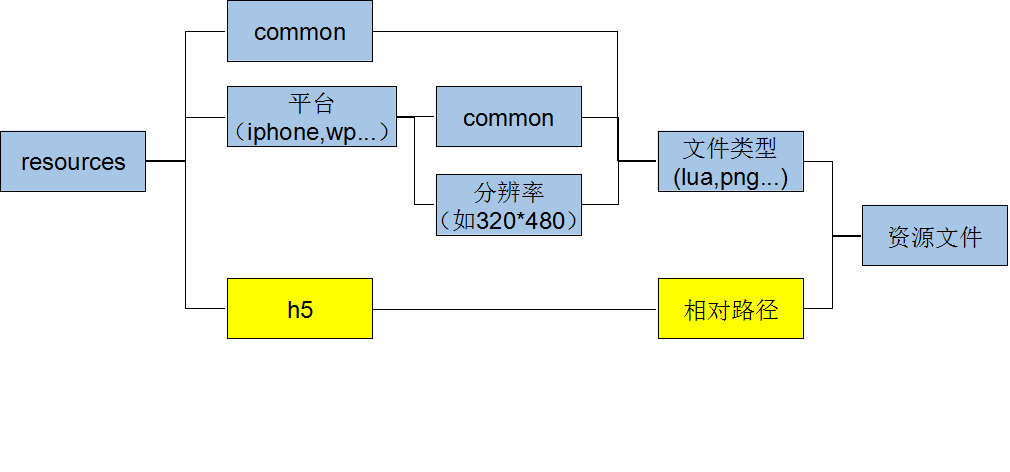 common
平台
（iphone,wp...）
common
resources
文件类型
(lua,png...)
分辨率
（如320*480）
资源文件
h5
相对路径